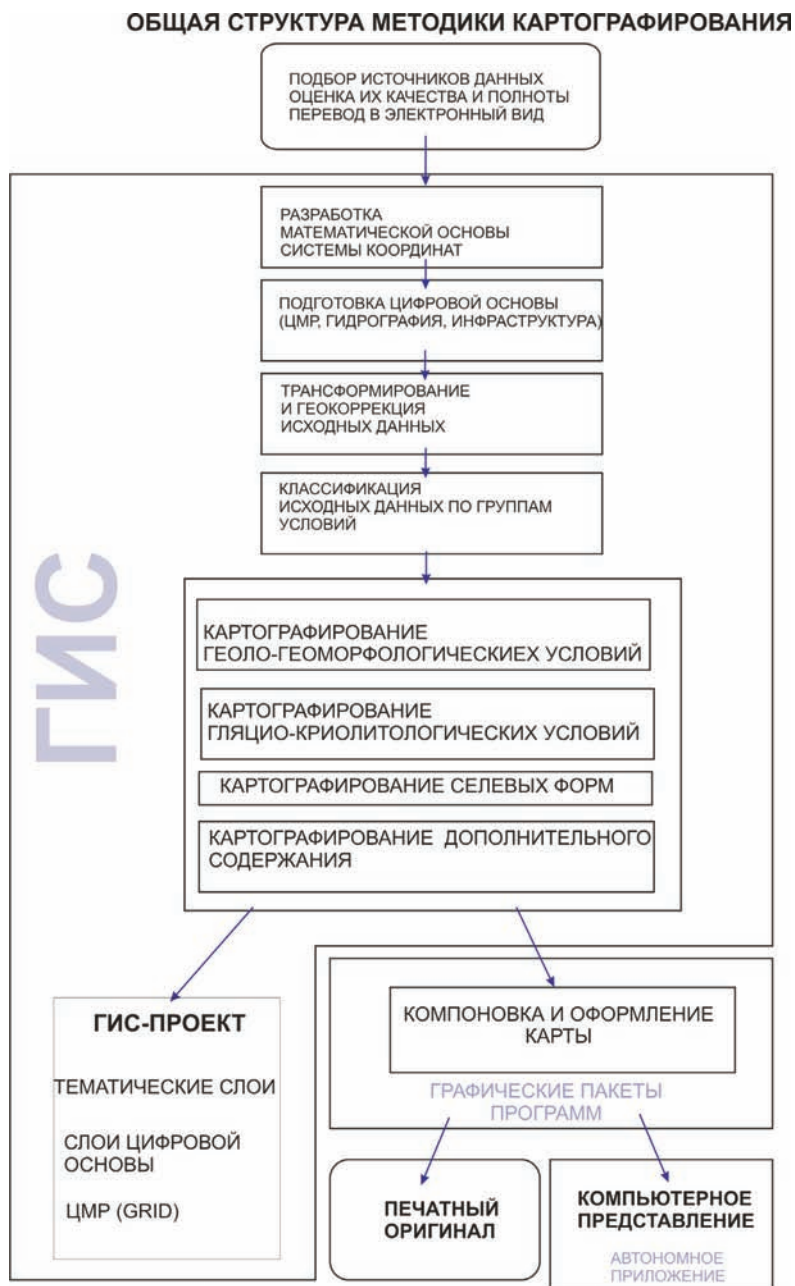 ОБЩАЯ СТРУКТУРА МЕТОДИКИ КАРТОГРАФИРОВАНИЯ
ПОДБОР ИСТОЧНИКОВ ДАННЫХ
ОЦЕНКА ИХ КАЧЕСТВА И ПОЛНОТЫ
ПЕРЕВОД В ЭЛЕКТРОННЫЙ ВИД
РАЗРАБОТКА
МАТЕМАТИЧЕСКОЙ ОСНОВЫ
СИСТЕМЫ КООРДИНАТ
ПОДГОТОВКА ЦИФРОВОЙ ОСНОВЫ
(ЦМР, ГИДРОГРАФИЯ, ИНФРАСТРУКТУРА)
ТРАНСФОРМИРОВАНИЕ
И ГЕОКОРРЕКЦИЯ
ИСХОДНЫХ ДАННЫХ
КЛАССИФИКАЦИЯ
ИСХОДНЫХ ДАННЫХ ПО ГРУППАМ
УСЛОВИЙ
ГИС
КАРТОГРАФИРОВАНИЕ
ГЕОЛО-ГЕОМОРФОЛОГИЧЕСКИЕХ УСЛОВИЙ
КАРТОГРАФИРОВАНИЕ
ГЛЯЦИО-КРИОЛИТОЛОГИЧЕСКИХ УСЛОВИЙ
КАРТОГРАФИРОВАНИЕ СЕЛЕВЫХ ФОРМ
КАРТОГРАФИРОВАНИЕ ДОПОЛНИТЕЛЬНОГО
СОДЕРЖАНИЯ
ГИС-ПРОЕКТ
ТЕМАТИЧЕСКИЕ СЛОИ
СЛОИ ЦИФРОВОЙ
ОСНОВЫ
ЦМР (GRID)
КОМПОНОВКА И ОФОРМЛЕНИЕ
КАРТЫ
ГРАФИЧЕСКИЕ ПАКЕТЫ
ПРОГРАММ
ПЕЧАТНЫЙ
ОРИГИНАЛ
КОМПЬЮТЕРНОЕ
ПРЕДСТАВЛЕНИЕ
АВТОНОМНОЕ
ПРИЛОЖЕНИЕ